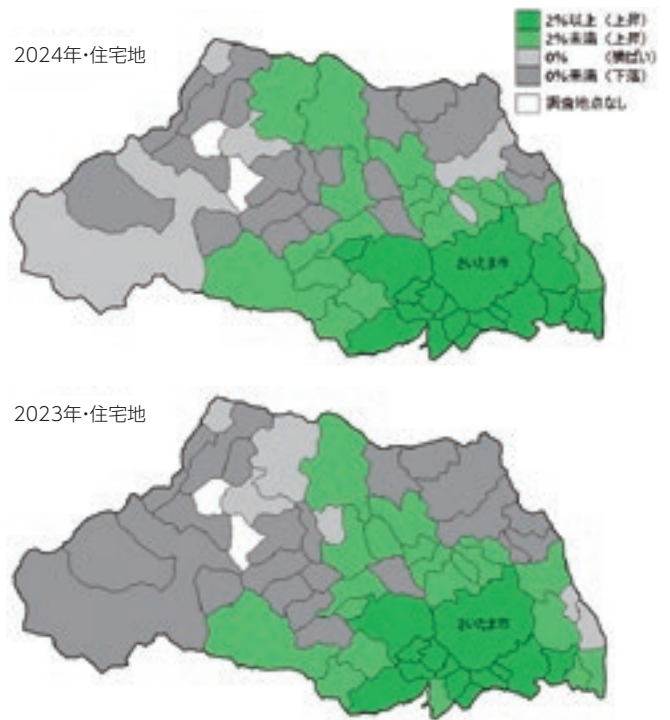 2024年・住宅地
2%以上（上昇）
2%未満（上昇）
0%　　（横ばい）
0%未満（下落）
調査地点なし
さいたま市
2023年・住宅地
さいたま市